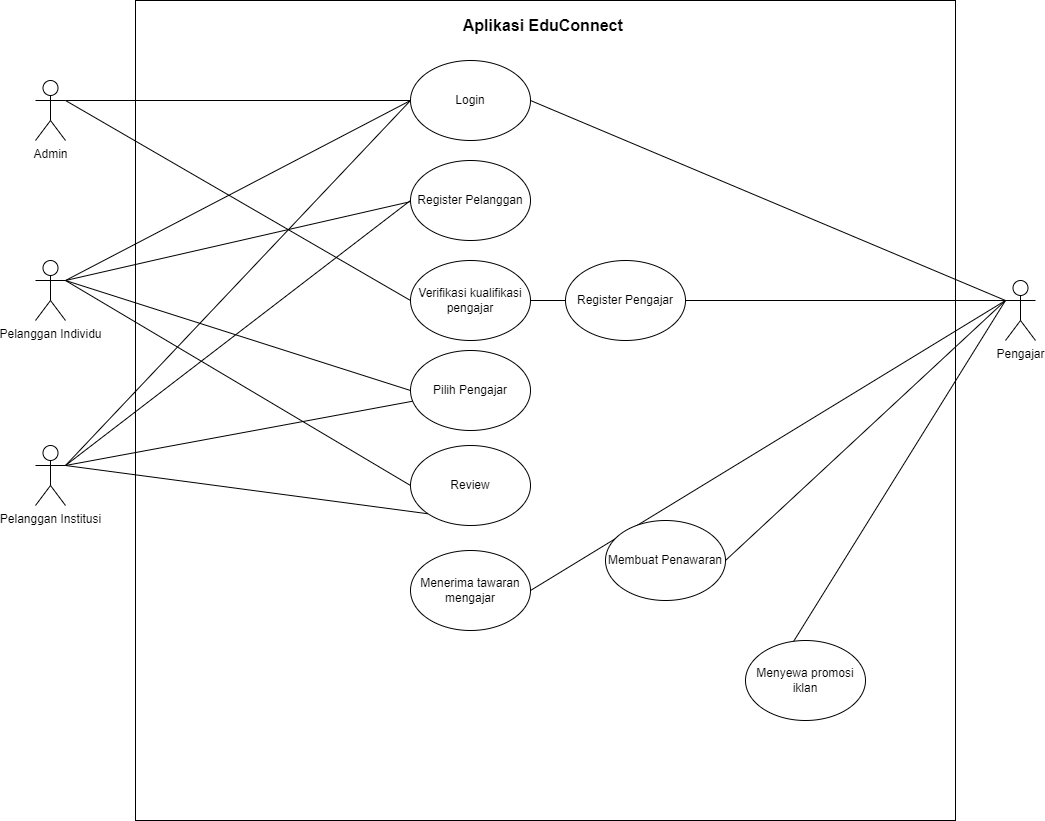 Aplikasi EduConnect
Login
Admin
Register Pelanggan
Verifikasi kualifikasi
pengajar
Register Pengajar
Pelanggan Individu
Pengajar
Pilih Pengajar
Review
Pelanggan Institusi
Membuat Penawaran
Menerima tawaran
mengajar
Menyewa promosi
iklan